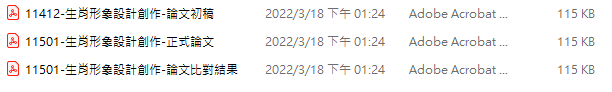 11412-生肖形象設計創作-論文初稿 2022/3/18 下午 01:24 Adobe Acrobat ... 115 KB
11501-生肖形象設計創作-正式論文 2022/3/18 下午 01:24 Adobe Acrobat ... 115 KB
11501-生肖形象設計創作-論文比對結果 2022/3/18 下午 01:24 Adobe Acrobat ... 115 KB